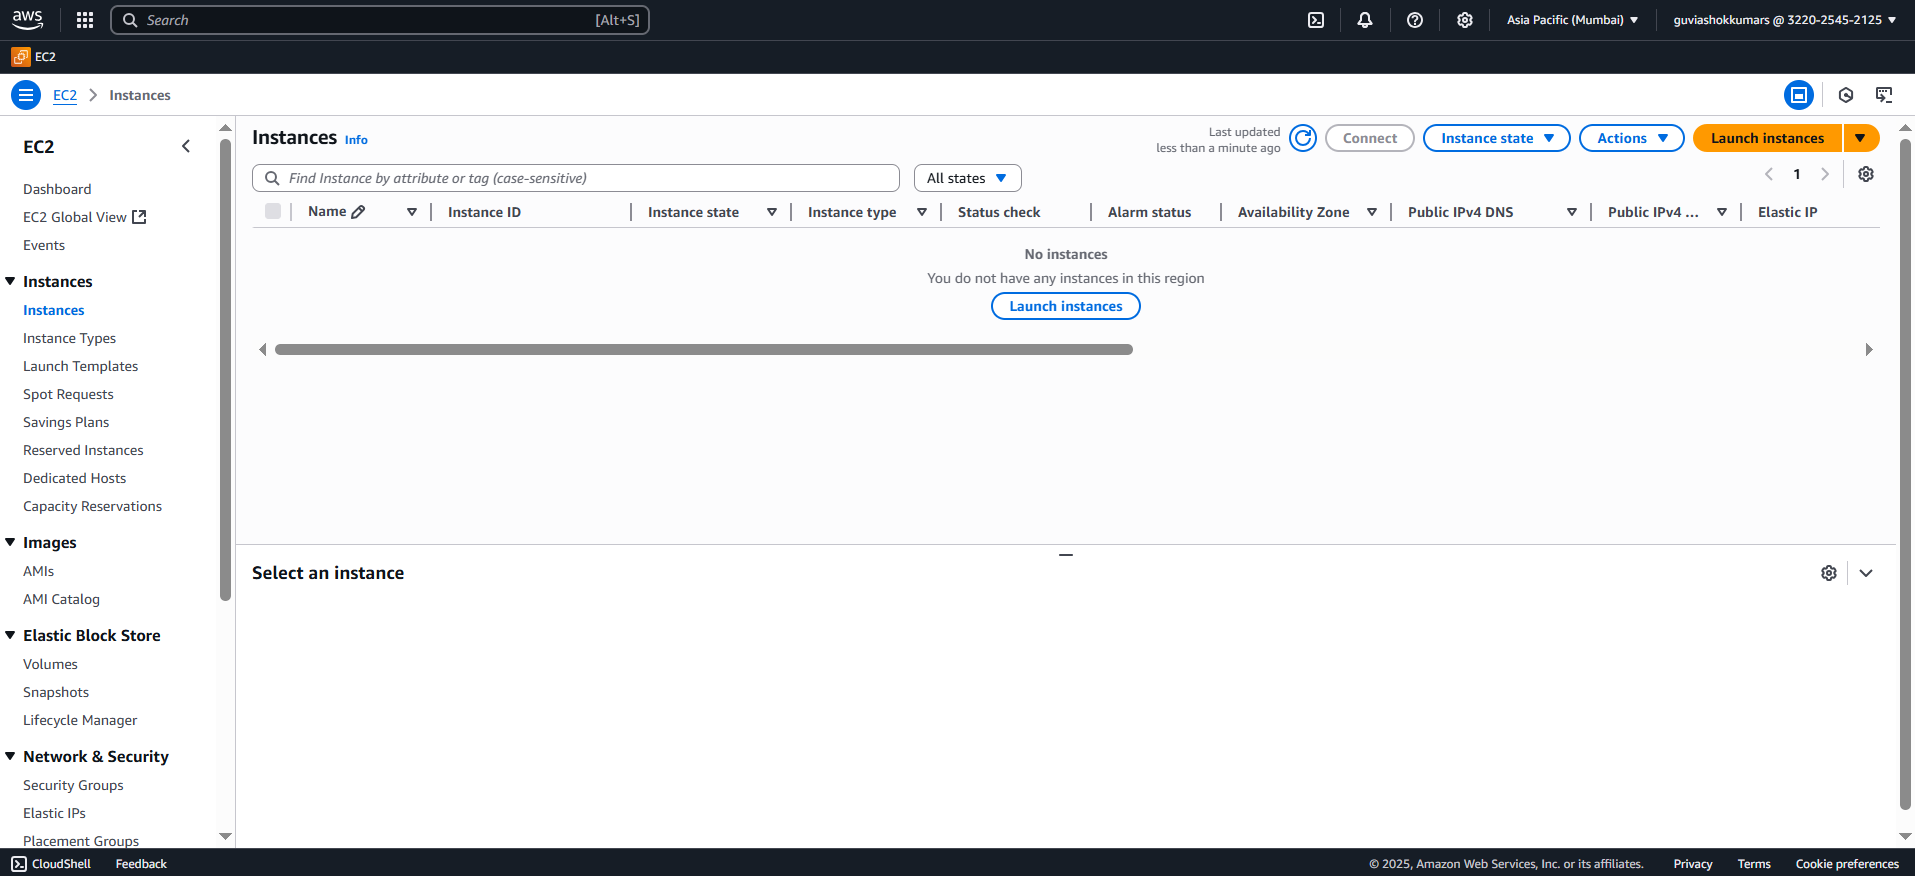 aws Search [Alt+S] Asia Pacific (Mumbai) guviashokkumars @ 3220-2545-2125
EC2
EC2 Instances
EC2
Dashboard
EC2 Global View
Events
Instances
Instances
Instance Types
Launch Templates
Spot Requests
Savings Plans
Reserved Instances
Dedicated Hosts
Capacity Reservations
Images
AMIs
AMI Catalog
Elastic Block Store
Volumes
Snapshots
Lifecycle Manager
Network & Security
Security Groups
Elastic IPs
Placement Groups
Instances Info
Last updated
less than a minute ago
Connect Instance state Actions Launch instances
Find Instance by attribute or tag (case-sensitive) All states 1
Name Instance ID Instance state Instance type Status check Alarm status Availability Zone Public IPv4 DNS Public IPv4 ... Elastic IP
No instances
You do not have any instances in this region
Launch instances
Select an instance
CloudShell Feedback © 2025, Amazon Web Services, Inc. or its affiliates. Privacy Terms Cookie preferences